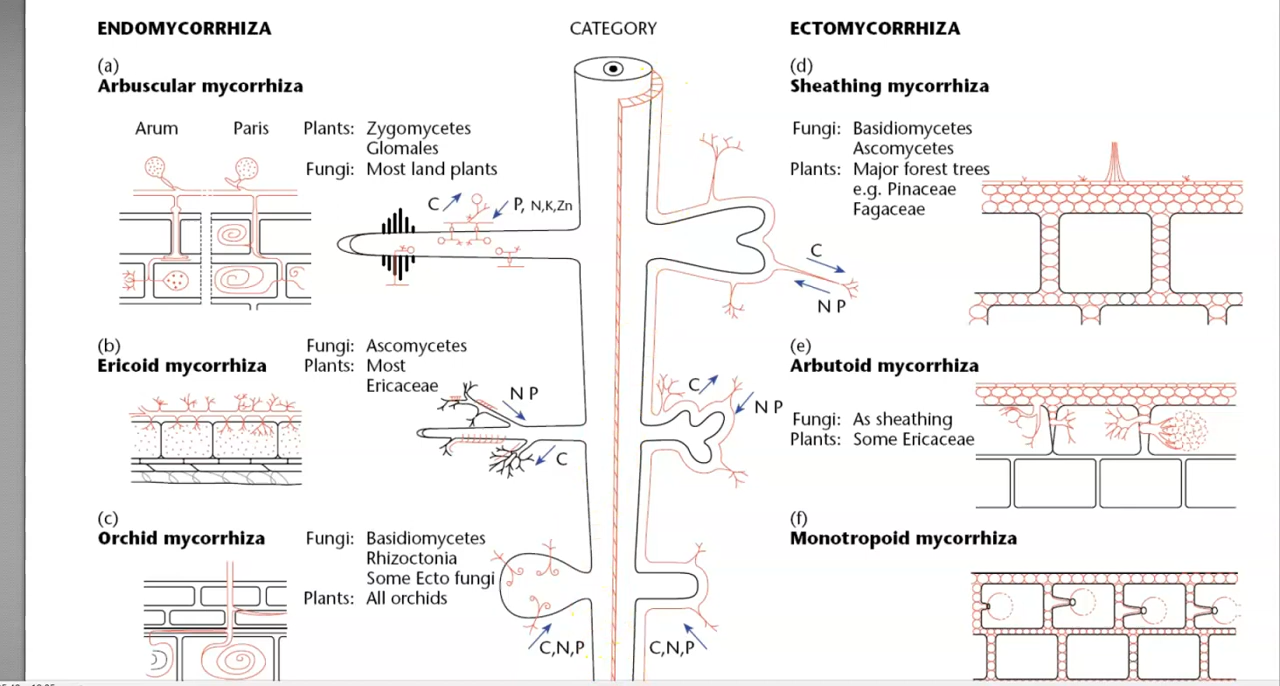 ENDOMYCORRHIZA
CATEGORY
ECTOMYCORRHIZA
(a)
Arbuscular mycorrhiza
Arum Paris
Plants: Zygomycetes
Glomales
Fungi: Most land plants
C
P, N,K,Zn
(d)
Sheathing mycorrhiza
Fungi: Basidiomycetes
Ascomycetes
Plants: Major forest trees
e.g. Pinaceae
Fagaceae
C
N P
(b)
Ericoid mycorrhiza
Fungi: Ascomycetes
Plants: Most
Ericaceae
N P
C
(e)
Arbutoid mycorrhiza
Fungi: As sheathing
Plants: Some Ericaceae
C
N P
(c)
Orchid mycorrhiza
Fungi: Basidiomycetes
Rhizoctonia
Some Ecto fungi
Plants: All orchids
C,N,P
(f)
Monotropoid mycorrhiza
C,N,P